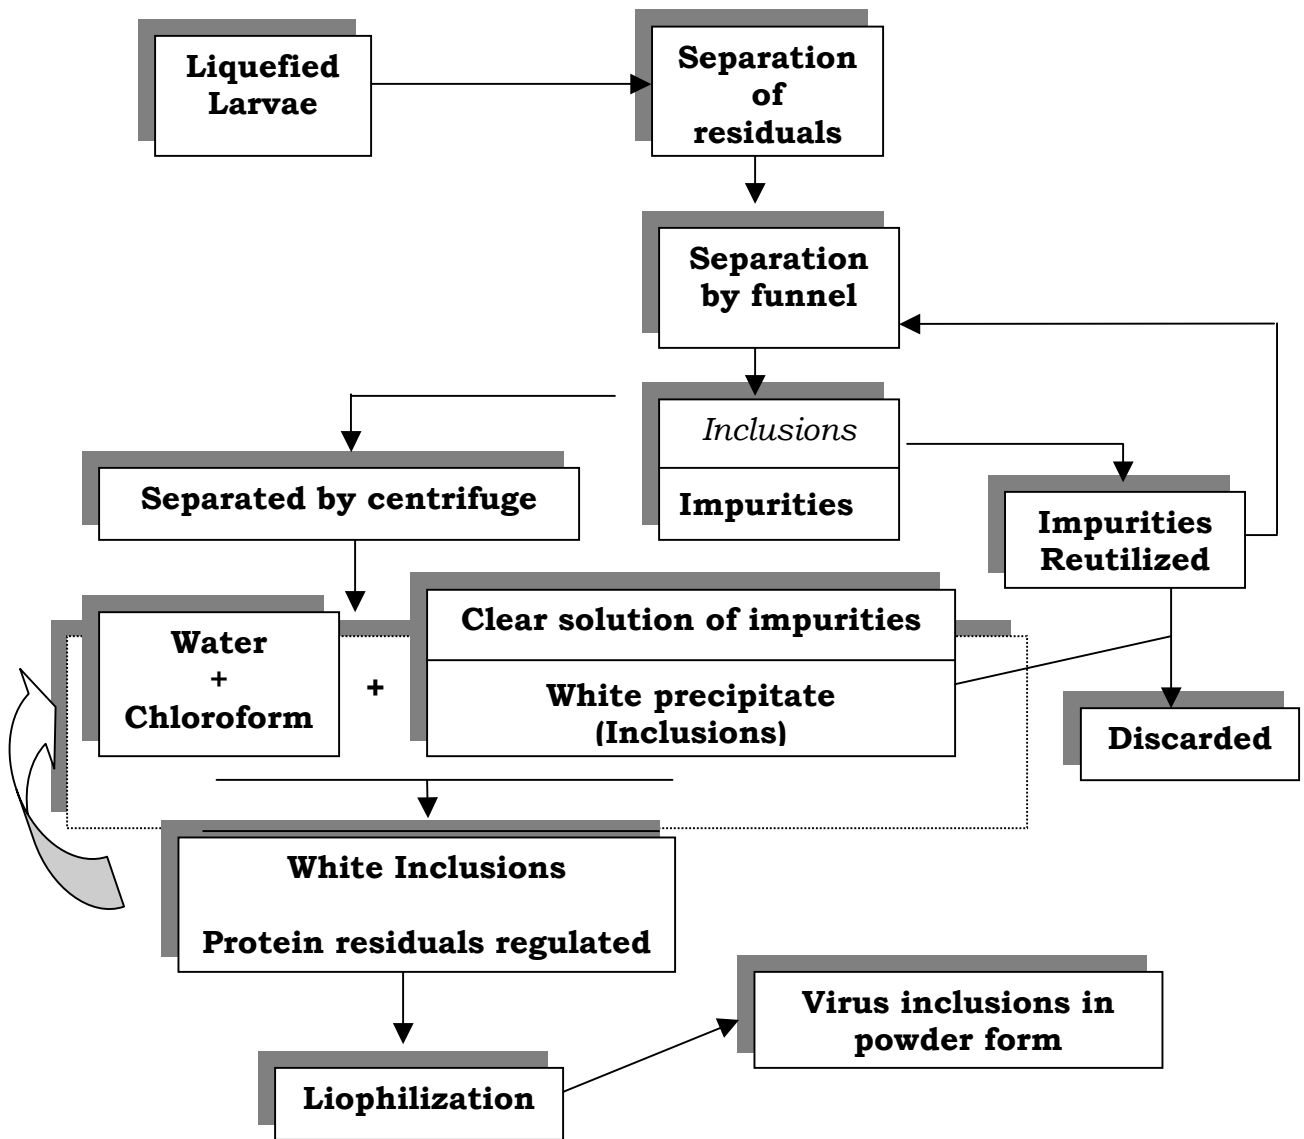 Liquefied
Larvae
Separation
of
residuals
Separation
by funnel
Inclusions
Impurities
Separated by centrifuge
Impurities
Reutilized
Water
+
Chloroform
+
Clear solution of impurities
White precipitate
(Inclusions)
Discarded
White Inclusions
Protein residuals regulated
Virus inclusions in
powder form
Liophilization